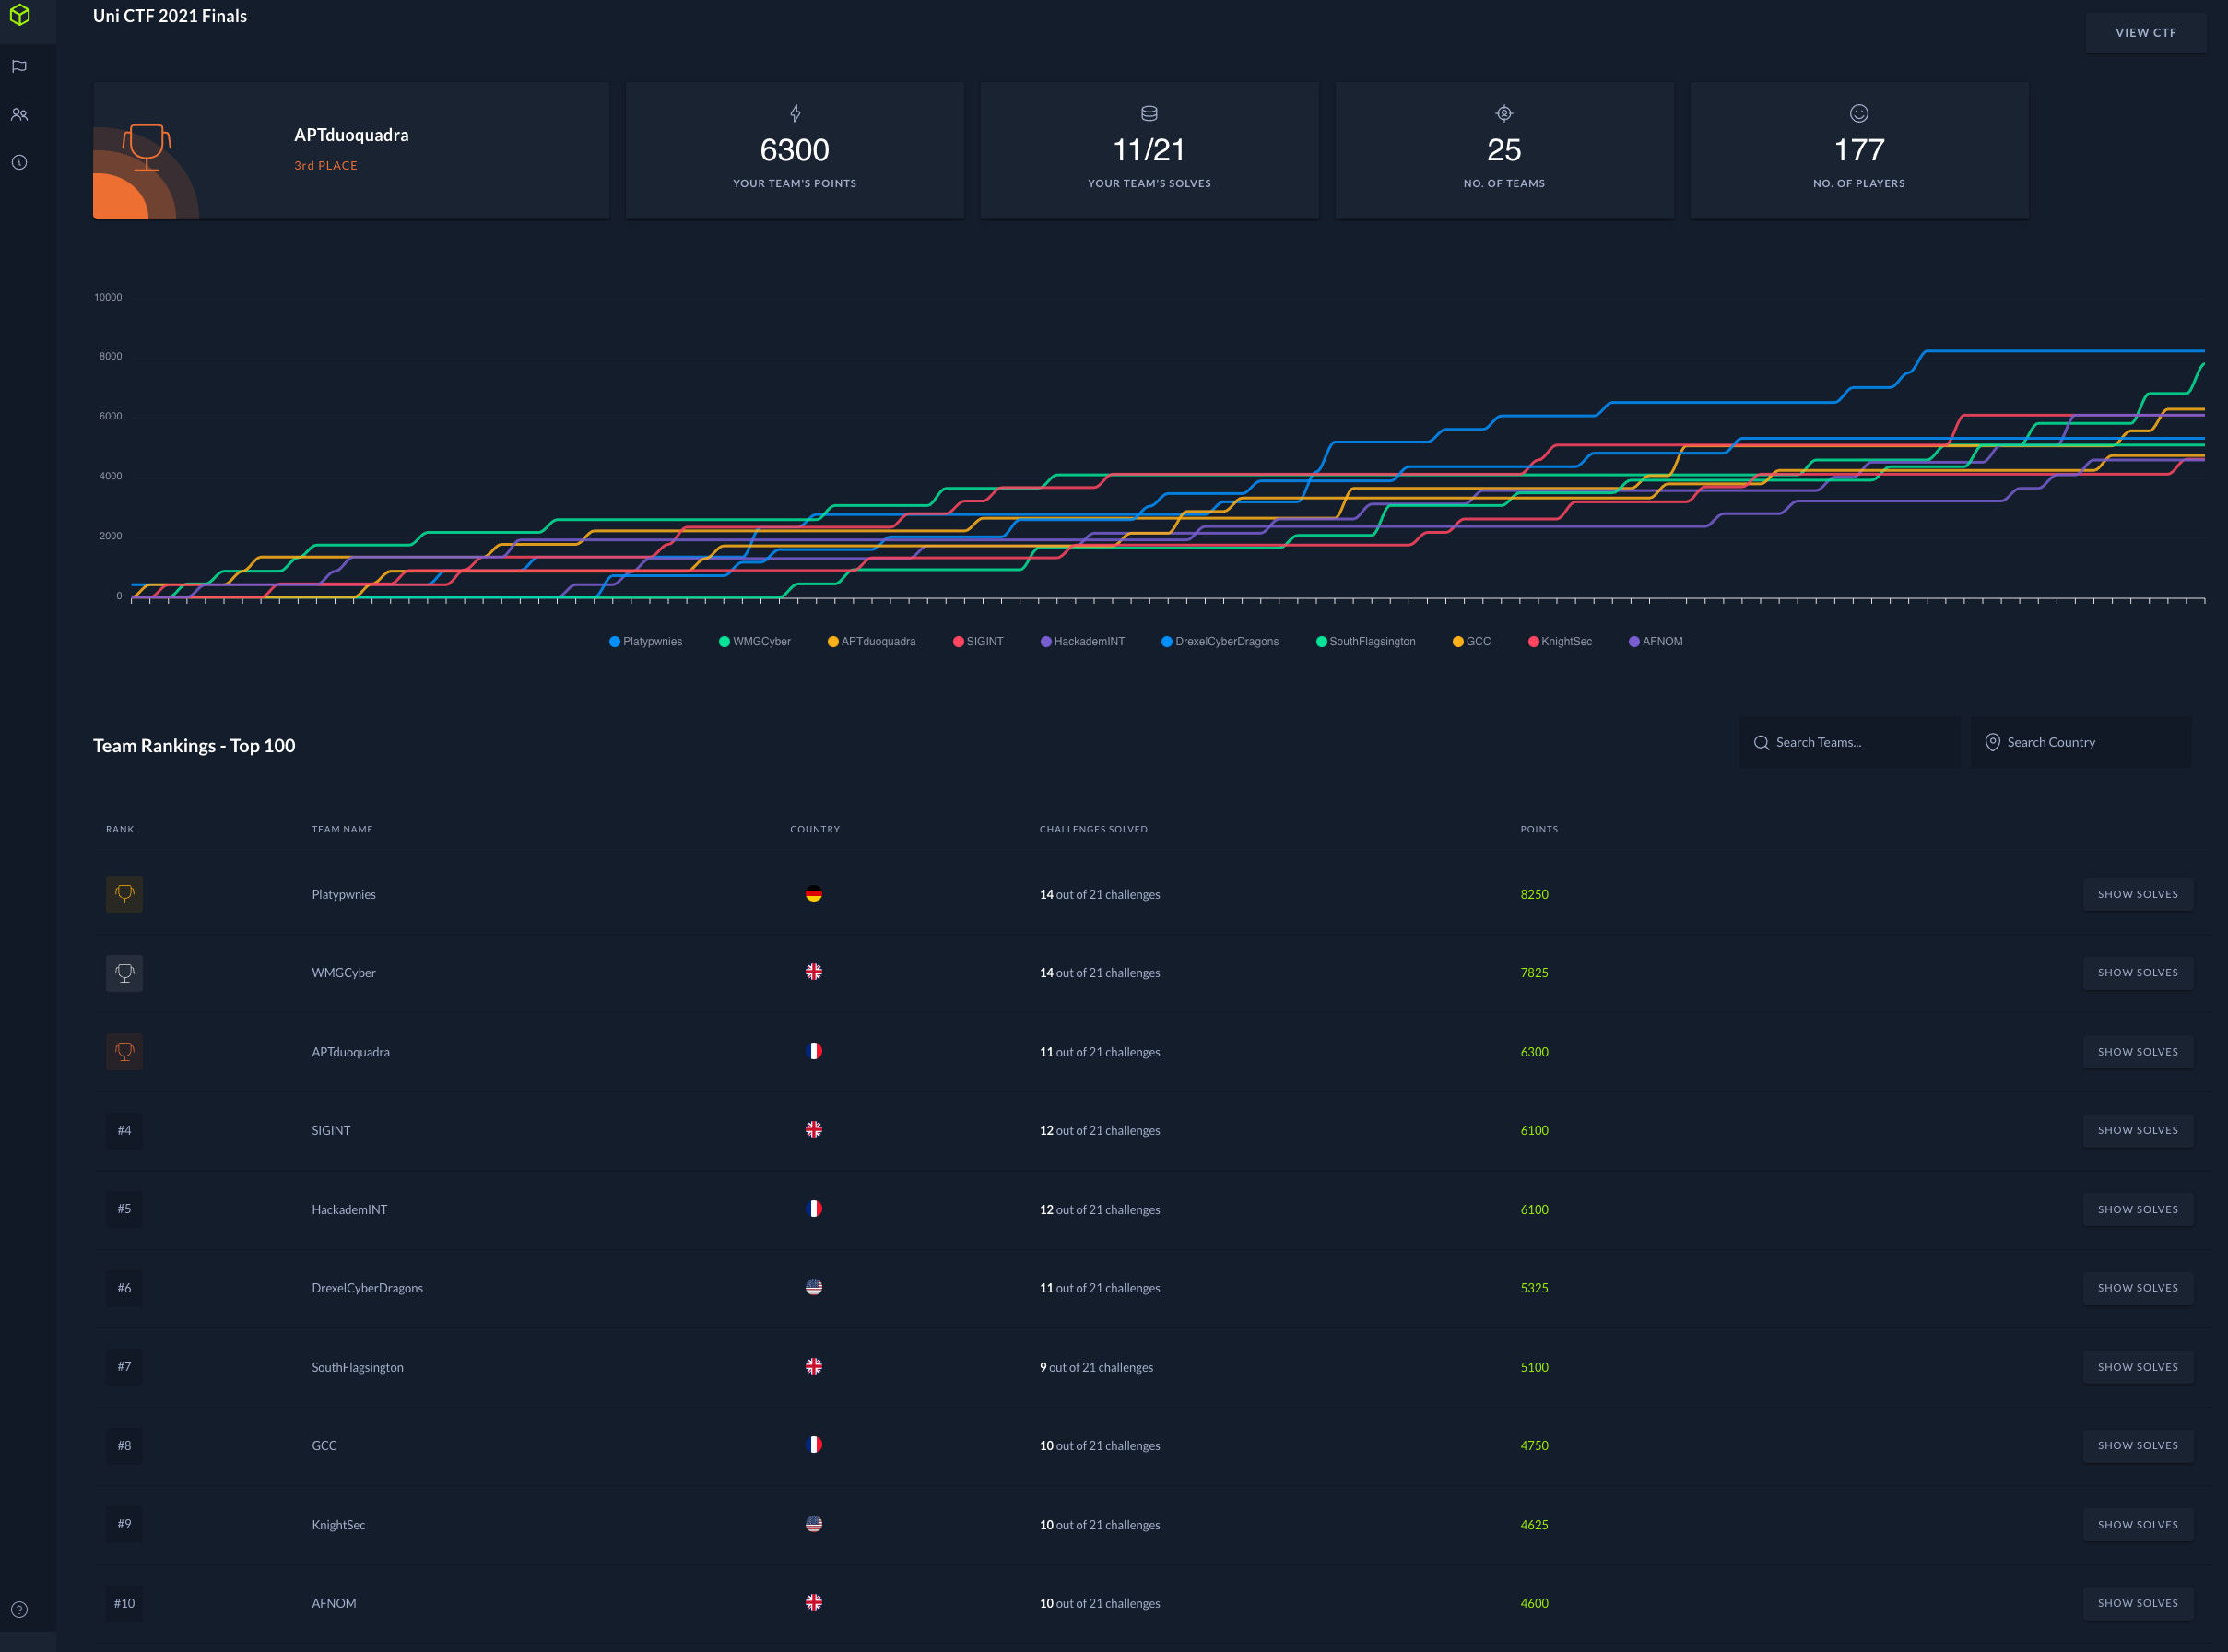 Uni CTF 2021 Finals
VIEW CTF
APTduoquadra
3rd PLACE
6300
YOUR TEAM'S POINTS
11/21
YOUR TEAM'S SOLVES
25
NO. OF TEAMS
177
NO. OF PLAYERS
10000
8000
6000
4000
2000
0
Platypwnies WMGCyber APTduoquadra SIGINT HackademINT DrexelCyberDragons SouthFlagsington GCC KnightSec AFNOM
Team Rankings - Top 100
Search Teams...
Search Country
RANK TEAM NAME COUNTRY CHALLENGES SOLVED POINTS
Platypwnies 14 out of 21 challenges 8250 SHOW SOLVES
WMGCyber 14 out of 21 challenges 7825 SHOW SOLVES
APTduoquadra 11 out of 21 challenges 6300 SHOW SOLVES
#4 SIGINT 12 out of 21 challenges 6100 SHOW SOLVES
#5 HackademINT 12 out of 21 challenges 6100 SHOW SOLVES
#6 DrexelCyberDragons 11 out of 21 challenges 5325 SHOW SOLVES
#7 SouthFlagsington 9 out of 21 challenges 5100 SHOW SOLVES
#8 GCC 10 out of 21 challenges 4750 SHOW SOLVES
#9 KnightSec 10 out of 21 challenges 4625 SHOW SOLVES
#10 AFNOM 10 out of 21 challenges 4600 SHOW SOLVES